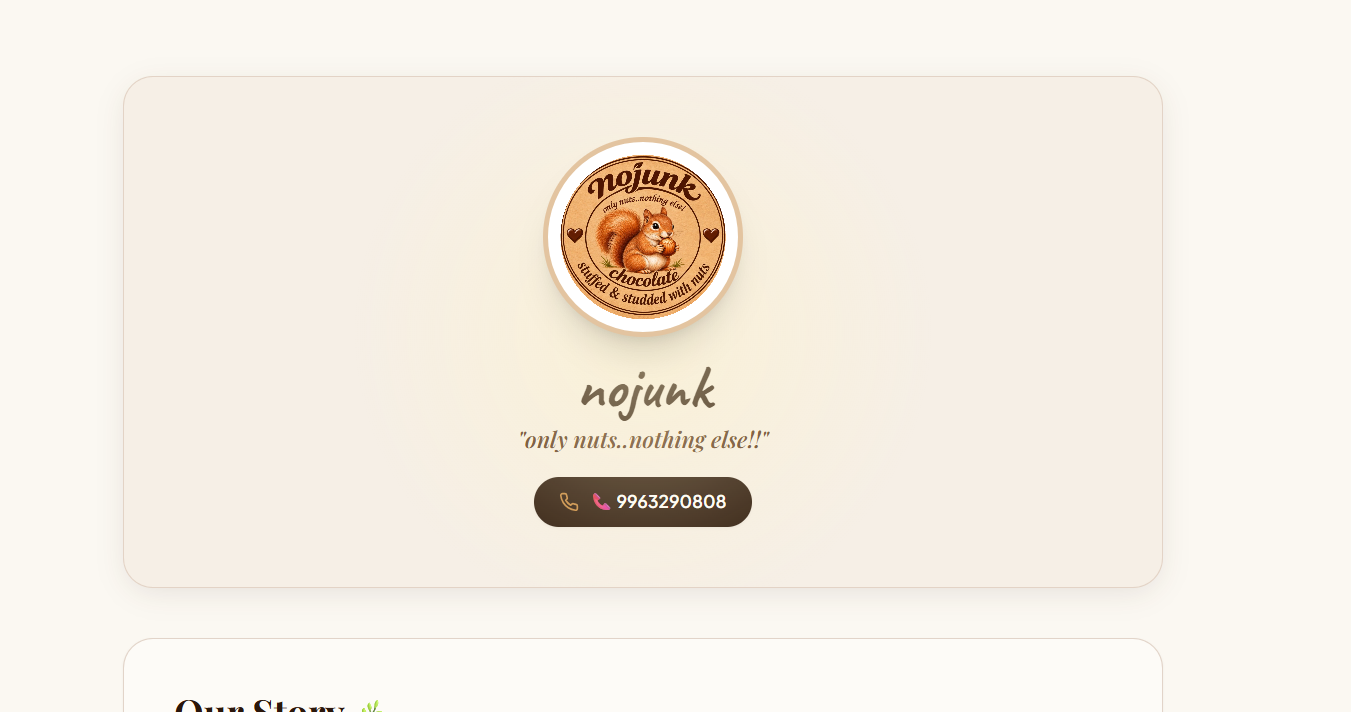 nojunk
only nuts..nothing else!
chocolate
stuffed & studded with nuts
nojunk
"only nuts..nothing else!!"
9963290808
Our Story